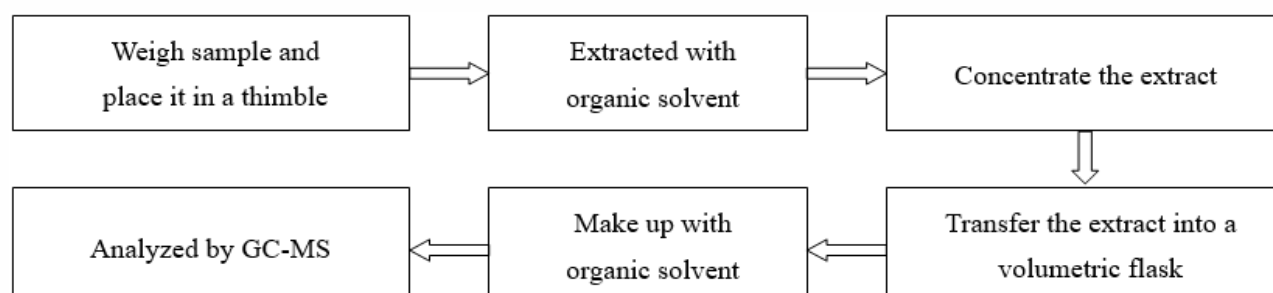 Weigh sample and
place it in a thimble
Extracted with
organic solvent
Concentrate the extract
Transfer the extract into a
volumetric flask
Make up with
organic solvent
Analyzed by GC-MS